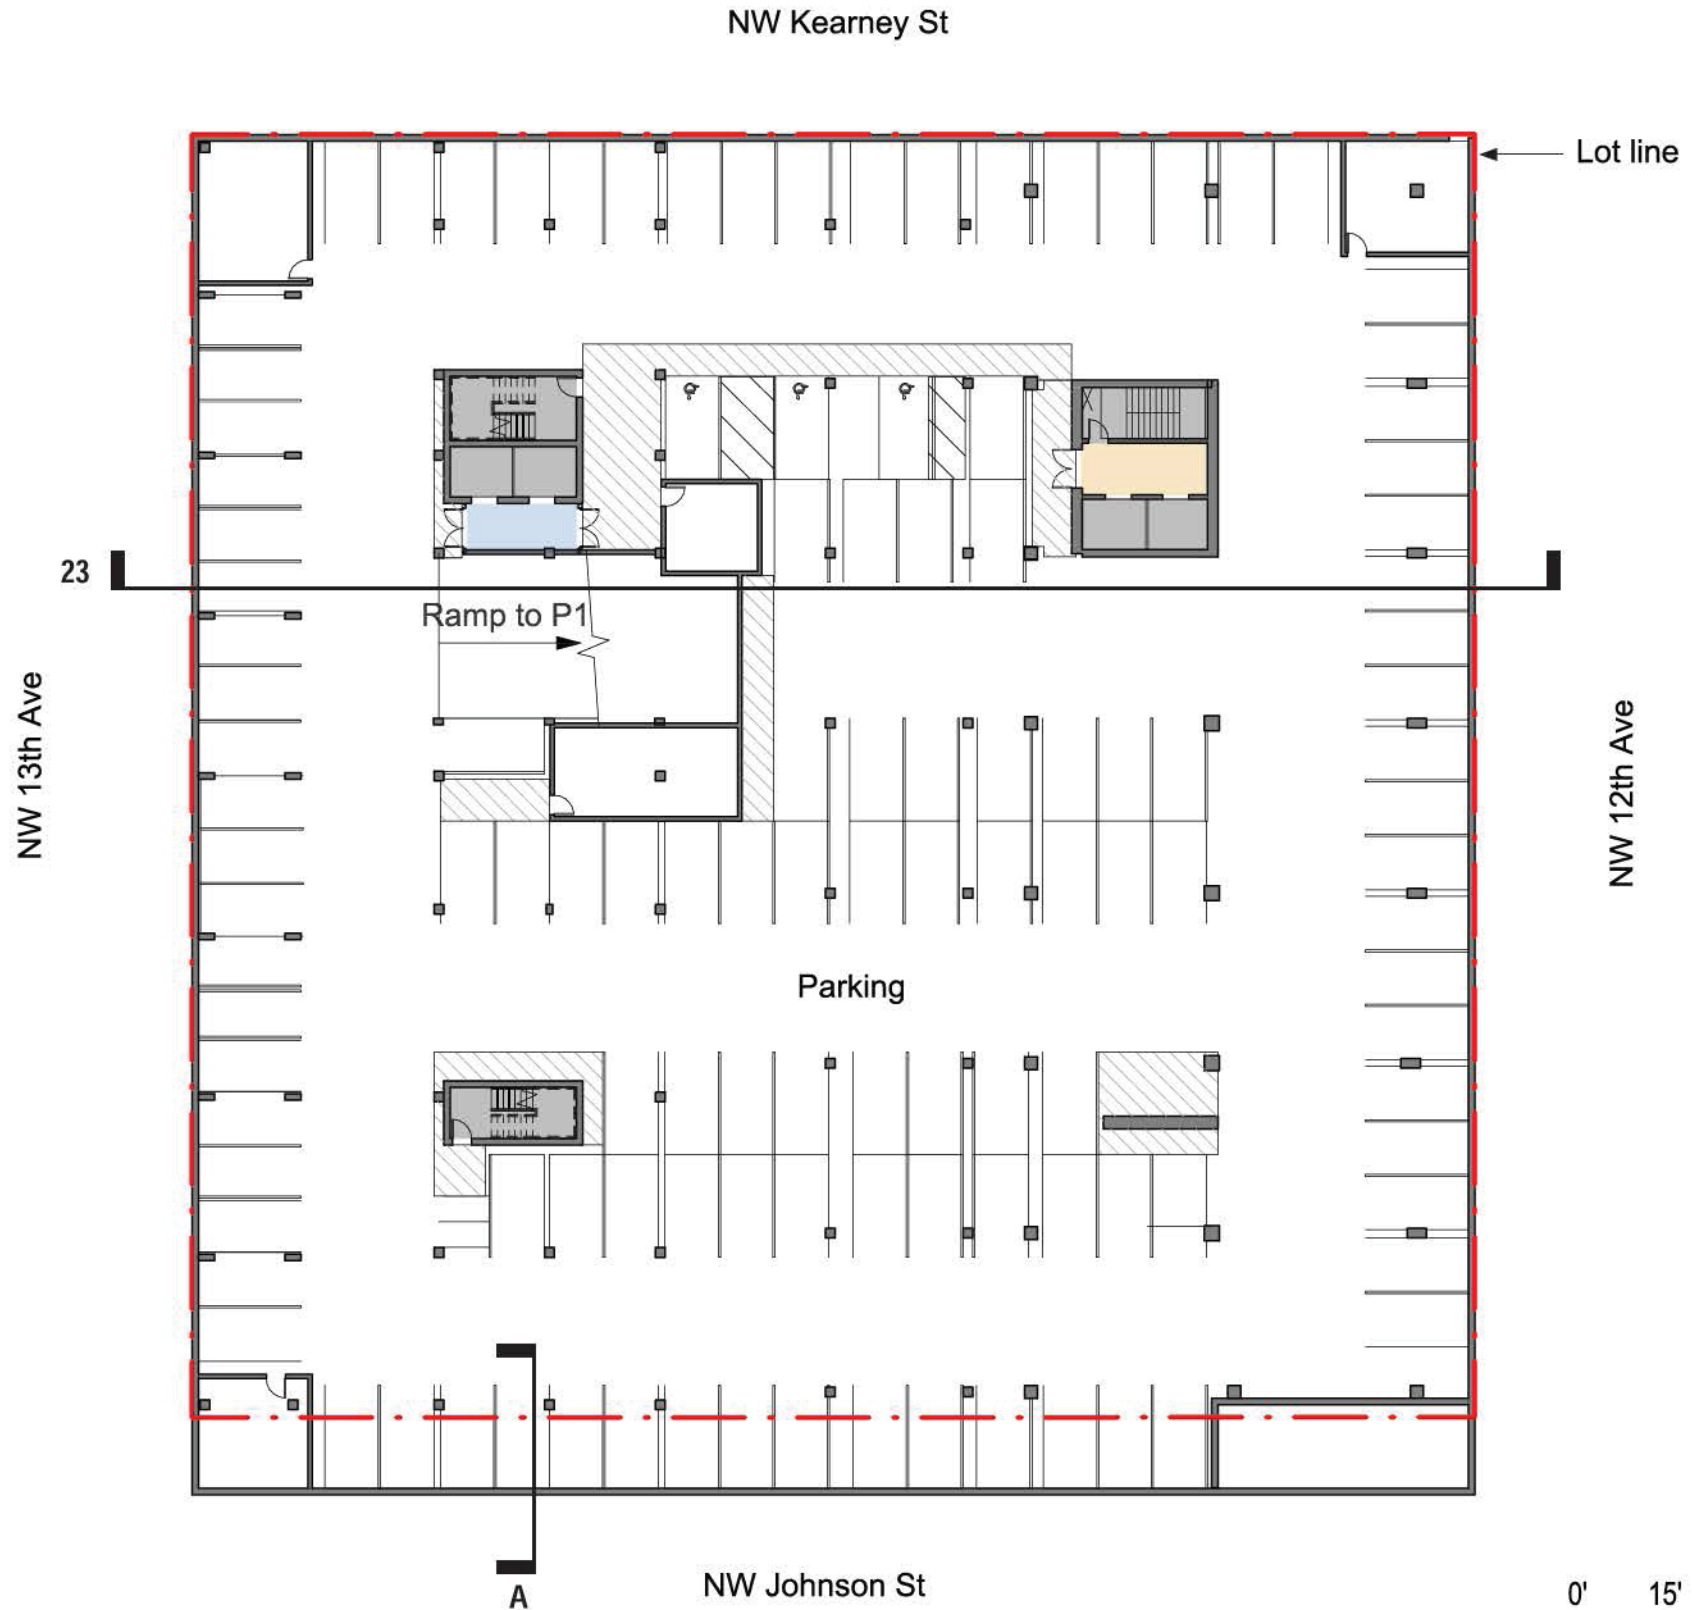 NW Kearney St
Lot line
23
Ramp to P1
NW 13th Ave
NW 12th Ave
Parking
A
NW Johnson St
0' 15'